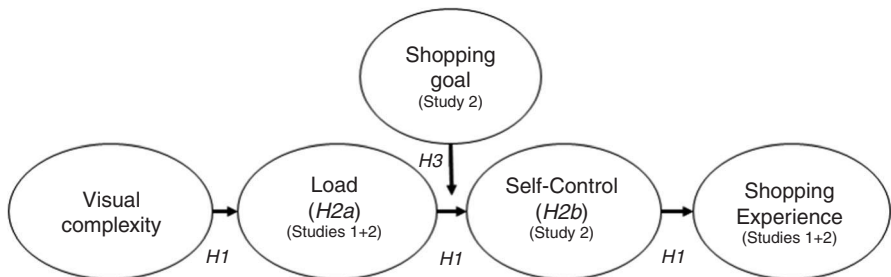 Shopping
goal
(Study 2)
H3
Visual
complexity
H1
Load
(H2a)
(Studies 1+2)
H1
Self-Control
(H2b)
(Study 2)
H1
Shopping
Experience
(Studies 1+2)